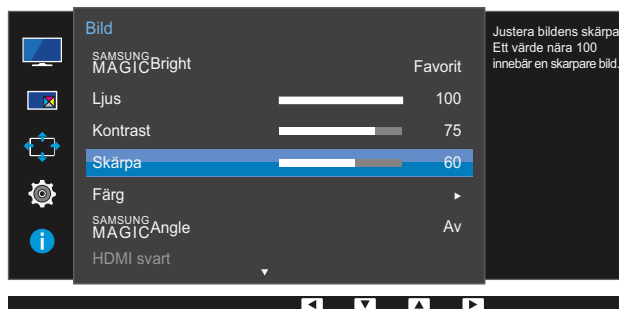 Bild
SAMSUNG MAGICBright Favorit
Ljus 100
Kontrast 75
Skärpa 60
Färg
SAMSUNG MAGICAngle Av
HDMI svart
Justera bildens skärpa.
Ett värde nära 100
innebär en skarpare bild.